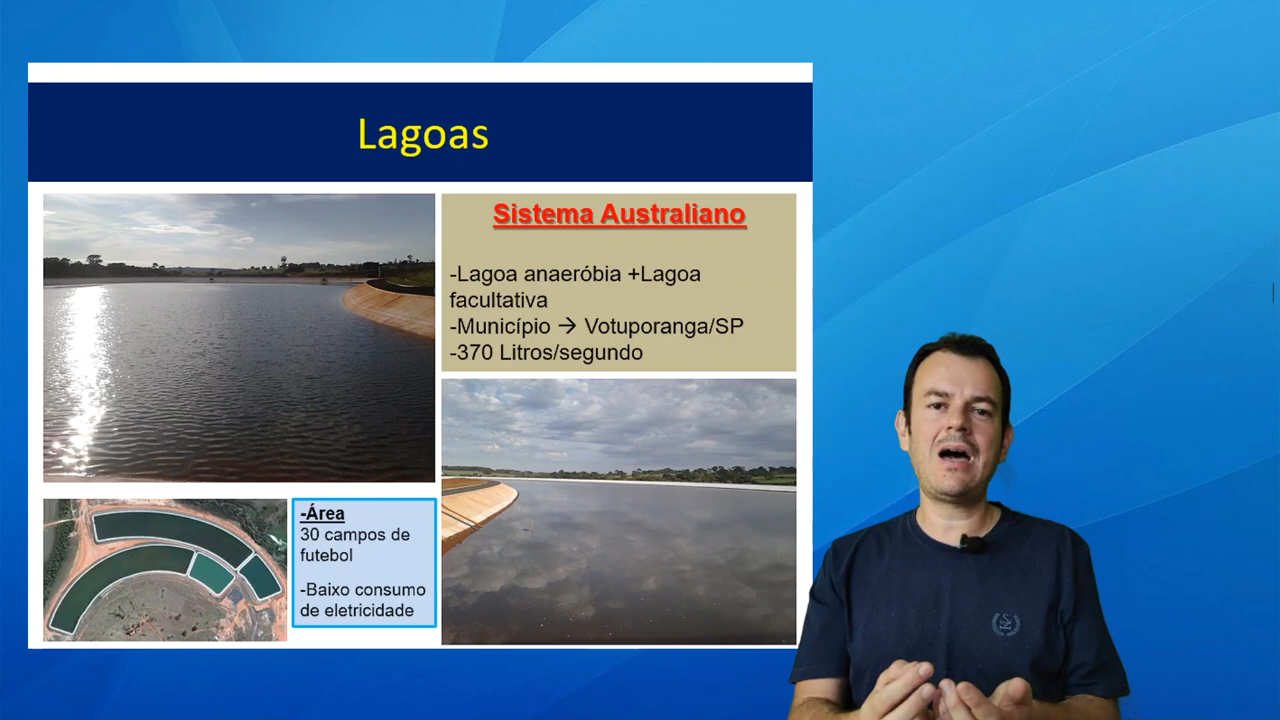 Lagoas
Sistema Australiano
-Lagoa anaeróbia +Lagoa
facultativa
-Município → Votuporanga/SP
-370 Litros/segundo
-Área
30 campos de
futebol
-Baixo consumo
de eletricidade